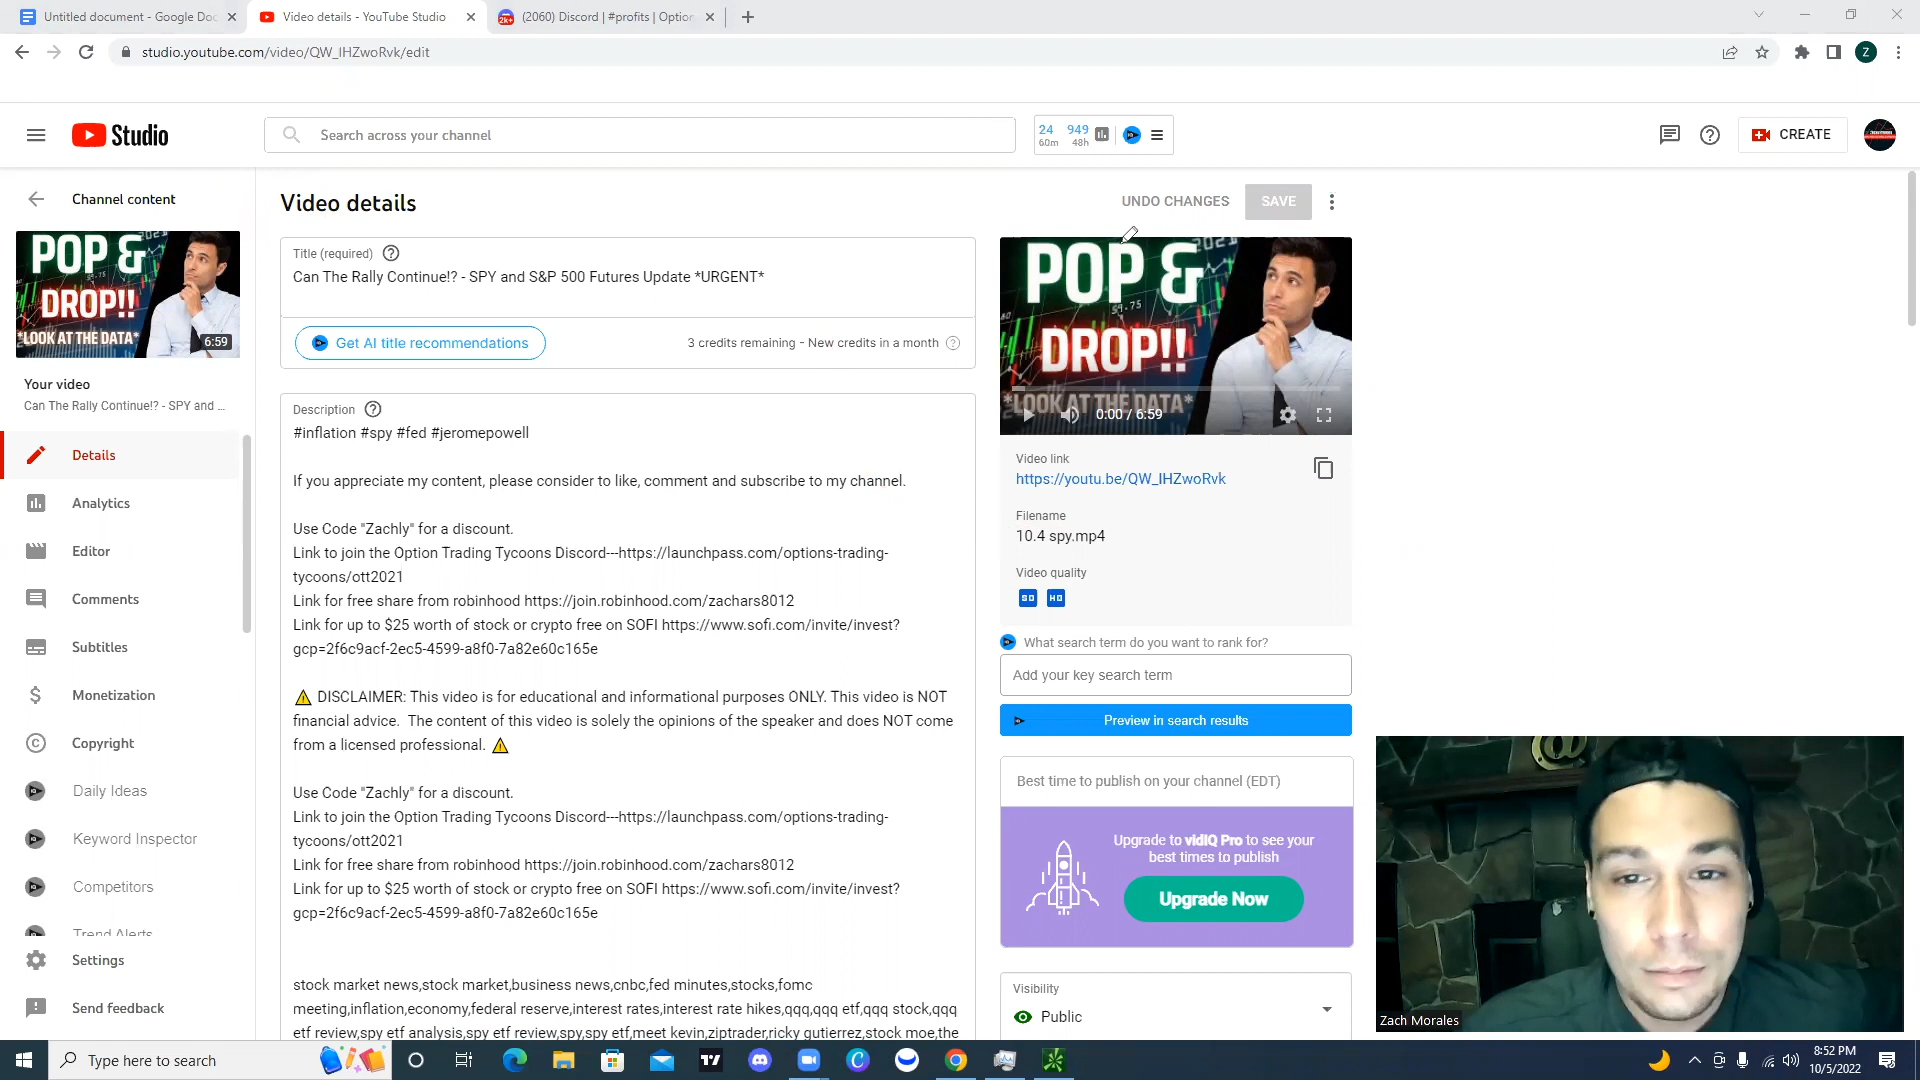 Untitled document - Google Doc
Video details - YouTube Studio
(2060) Discord | #profits | Option
studio.youtube.com/video/QW_IHZwoRvk/edit
Z
Studio
Search across your channel
24
60m
949
48h
CREATE
Channel content
POP &
DROP!!
*LOOK AT THE DATA*
6:59
Your video
Can The Rally Continue!? - SPY and ...
Details
Analytics
Editor
Comments
Subtitles
Monetization
Copyright
Daily Ideas
Keyword Inspector
Competitors
Trend Alerts
Settings
Send feedback
Video details
UNDO CHANGES
SAVE
Title (required)
Can The Rally Continue!? - SPY and S&P 500 Futures Update *URGENT*
Get AI title recommendations
3 credits remaining - New credits in a month
Description
#inflation #spy #fed #jeromepowell
If you appreciate my content, please consider to like, comment and subscribe to my channel.
Use Code "Zachly" for a discount.
Link to join the Option Trading Tycoons Discord---https://launchpass.com/options-trading-
tycoons/ott2021
Link for free share from robinhood https://join.robinhood.com/zachars8012
Link for up to $25 worth of stock or crypto free on SOFI https://www.sofi.com/invite/invest?
gcp=2f6c9acf-2ec5-4599-a8f0-7a82e60c165e
⚠ DISCLAIMER: This video is for educational and informational purposes ONLY. This video is NOT
financial advice.  The content of this video is solely the opinions of the speaker and does NOT come
from a licensed professional. ⚠
Use Code "Zachly" for a discount.
Link to join the Option Trading Tycoons Discord---https://launchpass.com/options-trading-
tycoons/ott2021
Link for free share from robinhood https://join.robinhood.com/zachars8012
Link for up to $25 worth of stock or crypto free on SOFI https://www.sofi.com/invite/invest?
gcp=2f6c9acf-2ec5-4599-a8f0-7a82e60c165e
stock market news,stock market,business news,cnbc,fed minutes,stocks,fomc
meeting,inflation,economy,federal reserve,interest rates,interest rate hikes,qqq,qqq etf,qqq stock,qqq
etf review,spy etf analysis,spy etf review,spy,spy etf,meet kevin,ziptrader,ricky gutierrez,stock moe,the
2021
POP &
59.75
DROP!!
*LOOK AT THE DATA*
0:00 / 6:59
Video link
https://youtu.be/QW_IHZwoRvk
Filename
10.4 spy.mp4
Video quality
SD
HD
What search term do you want to rank for?
Add your key search term
Preview in search results
Best time to publish on your channel (EDT)
Upgrade to vidIQ Pro to see your
best times to publish
Upgrade Now
Visibility
Public
Zach Morales
Type here to search
8:52 PM
10/5/2022